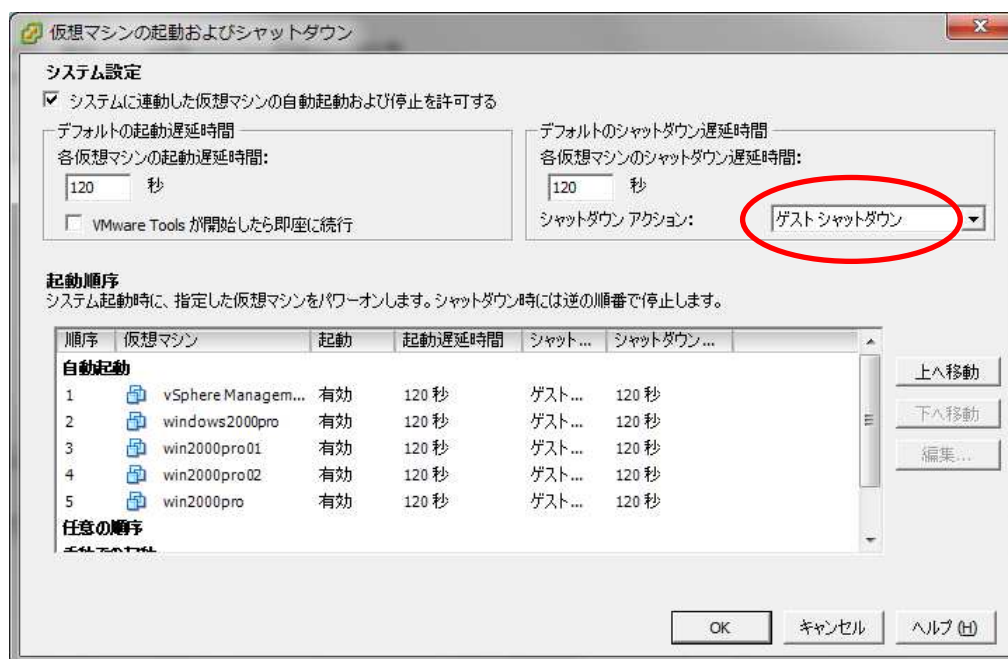 仮想マシンの起動およびシャットダウン
システム設定
システムに連動した仮想マシンの自動起動および停止を許可する
デフォルトの起動遅延時間
各仮想マシンの起動遅延時間:
120 秒
VMware Tools が開始したら即座に続行
デフォルトのシャットダウン遅延時間
各仮想マシンのシャットダウン遅延時間:
120 秒
シャットダウン アクション: ゲスト シャットダウン
起動順序
システム起動時に、指定した仮想マシンをパワーオンします。シャットダウン時には逆の順番で停止します。
順序 仮想マシン 起動 起動遅延時間 シャット... シャットダウン...
自動起動
1 vSphere Managem... 有効 120 秒 ゲスト... 120 秒
2 windows2000pro 有効 120 秒 ゲスト... 120 秒
3 win2000pro01 有効 120 秒 ゲスト... 120 秒
4 win2000pro02 有効 120 秒 ゲスト... 120 秒
5 win2000pro 有効 120 秒 ゲスト... 120 秒
任意の順序
上へ移動
下へ移動
編集...
OK キャンセル ヘルプ (H)